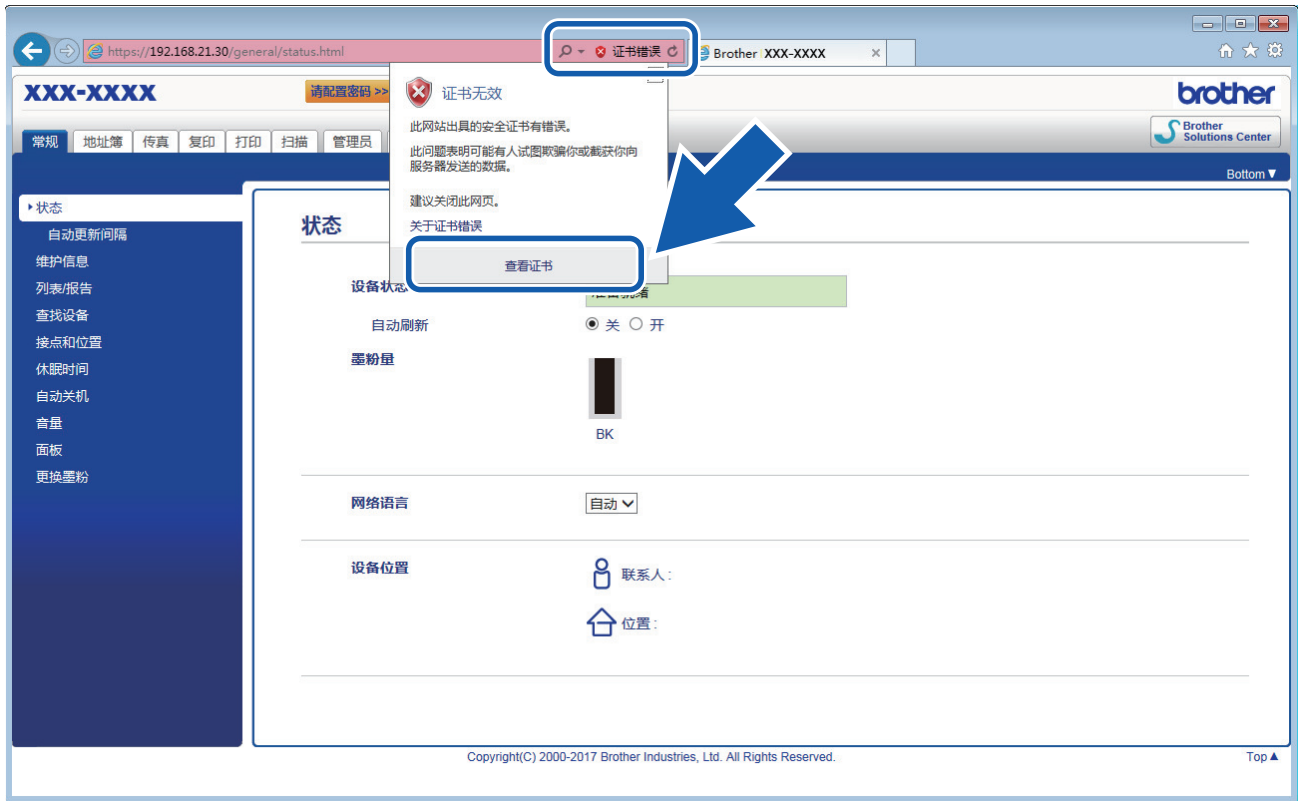 https://192.168.21.30/general/status.html
证书错误
Brother XXX-XXXX
XXX-XXXX
请配置密码 >>
brother
常规
地址簿
传真
复印
打印
扫描
管理员
Brother
Solutions Center
Bottom▼
证书无效
此网站出具的安全证书有错误。
此问题表明可能有人试图欺骗你或截获你向
服务器发送的数据。
建议关闭此网页。
关于证书错误
查看证书
状态
自动更新间隔
维护信息
列表/报告
查找设备
接点和位置
休眠时间
自动关机
音量
面板
更换墨粉
状态
设备状态
自动刷新
关
开
墨粉量
BK
网络语言
自动
设备位置
联系人 :
位置 :
Copyright(C) 2000-2017 Brother Industries, Ltd. All Rights Reserved.
Top▲